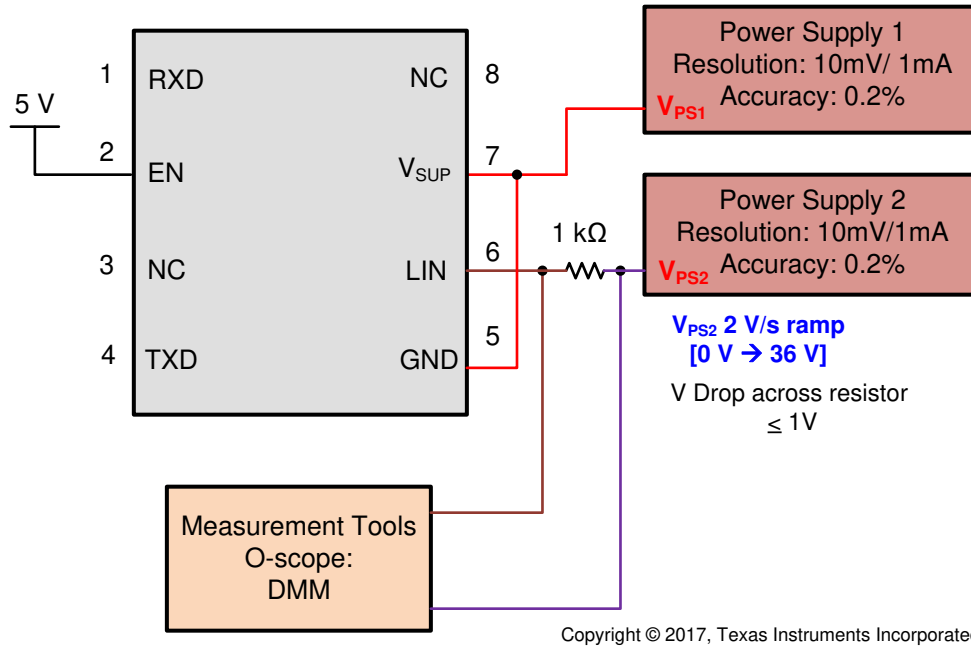 5 V
1
RXD
2
EN
3
NC
4
TXD
NC
8
VSUP
7
LIN
6
GND
5
1 kΩ
Power Supply 1
Resolution: 10mV/ 1mA
Accuracy: 0.2%
VPS1
Power Supply 2
Resolution: 10mV/1mA
Accuracy: 0.2%
VPS2
VPS2 2 V/s ramp
[0 V → 36 V]
V Drop across resistor
≤ 1V
Measurement Tools
O-scope:
DMM
Copyright © 2017, Texas Instruments Incorporated